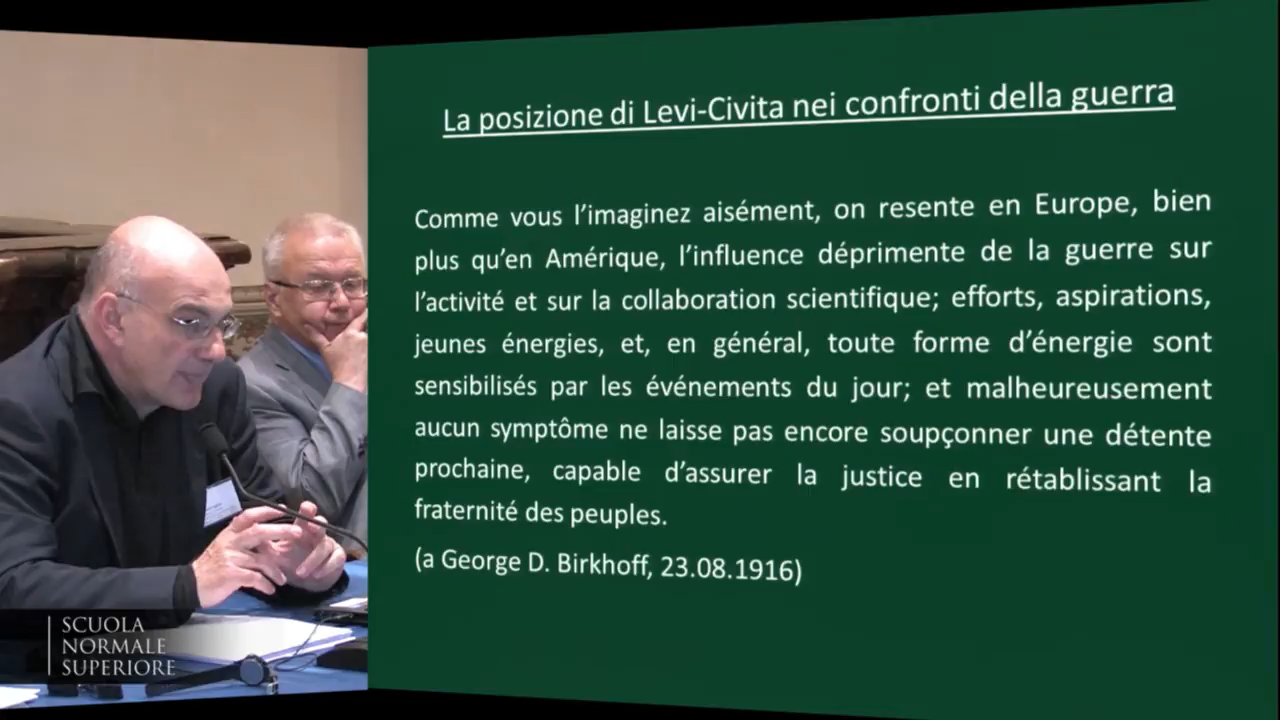 La posizione di Levi-Civita nei confronti della guerra
Comme vous l'imaginez aisément, on resente en Europe, bien
plus qu'en Amérique, l'influence déprimente de la guerre sur
l'activité et sur la collaboration scientifique; efforts, aspirations,
jeunes énergies, et, en général, toute forme d'énergie sont
sensibilisés par les événements du jour; et malheureusement
aucun symptôme ne laisse pas encore soupçonner une détente
prochaine, capable d'assurer la justice en rétablissant la
fraternité des peuples.
(a George D. Birkhoff, 23.08.1916)
SCUOLA
NORMALE
SUPERIORE